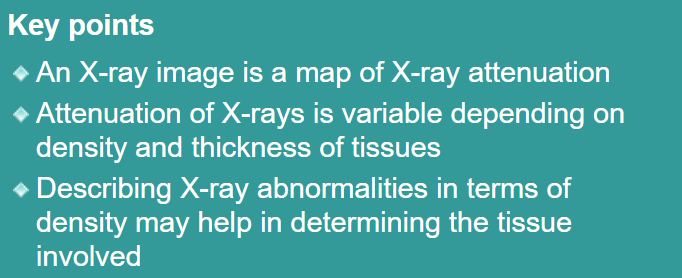 Key points
An X-ray image is a map of X-ray attenuation
Attenuation of X-rays is variable depending on
density and thickness of tissues
Describing X-ray abnormalities in terms of
density may help in determining the tissue
involved